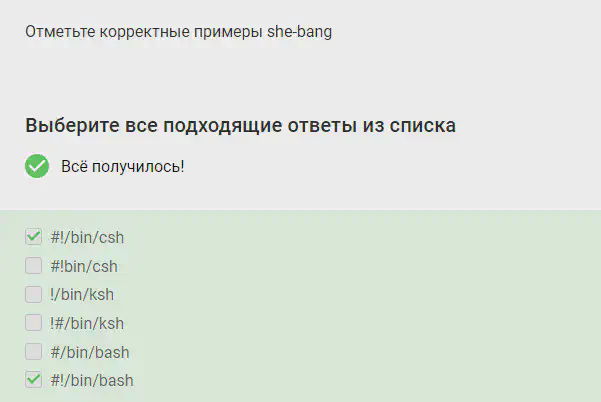 Отметьте корректные примеры she-bang
Выберите все подходящие ответы из списка
Всё получилось!
#!/bin/csh
#!bin/csh
!/bin/ksh
!#/bin/ksh
#/bin/bash
#!/bin/bash